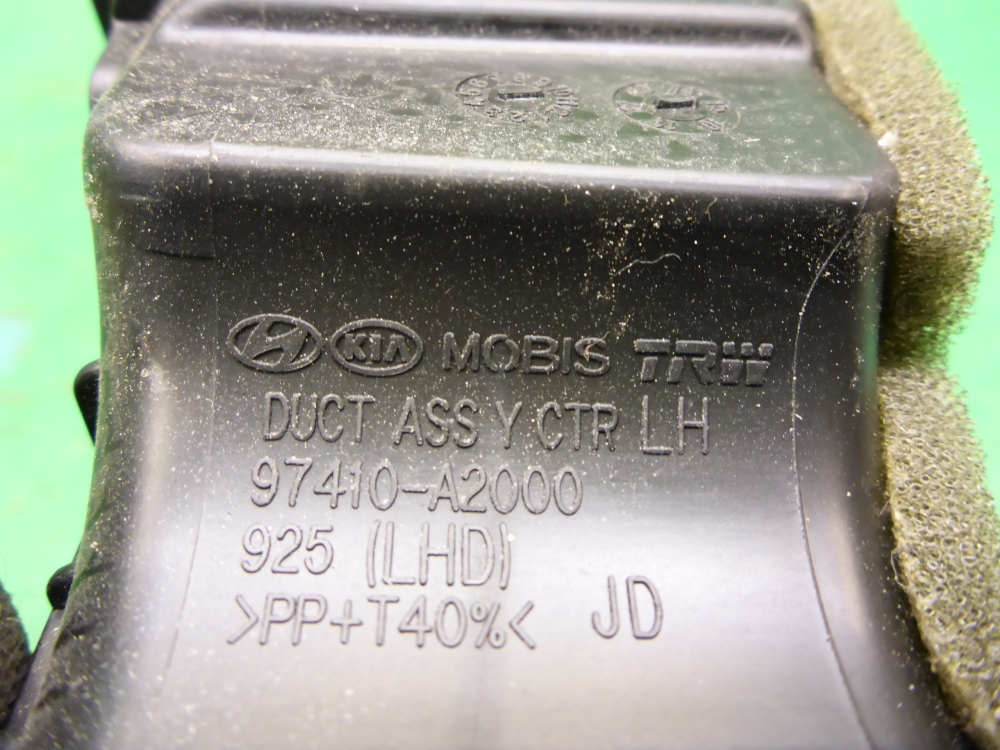 KIA MOBIS TRW
DUCT ASS Y CTR LH
97410-A2000
925 (LHD)
>PP+T40%<
JD